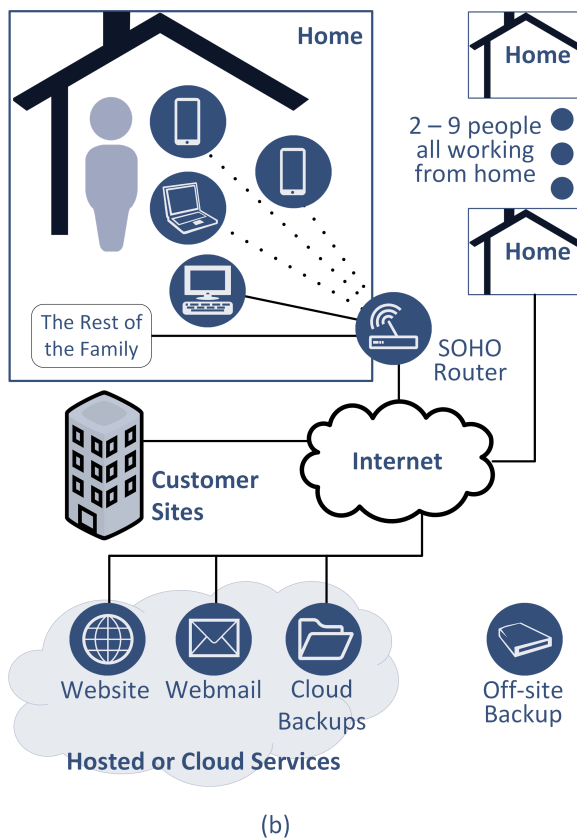 Home
Home
2 – 9 people
all working
from home
Home
The Rest of
the Family
SOHO
Router
Internet
Customer
Sites
Website
Webmail
Cloud
Backups
Off-site
Backup
Hosted or Cloud Services
(b)